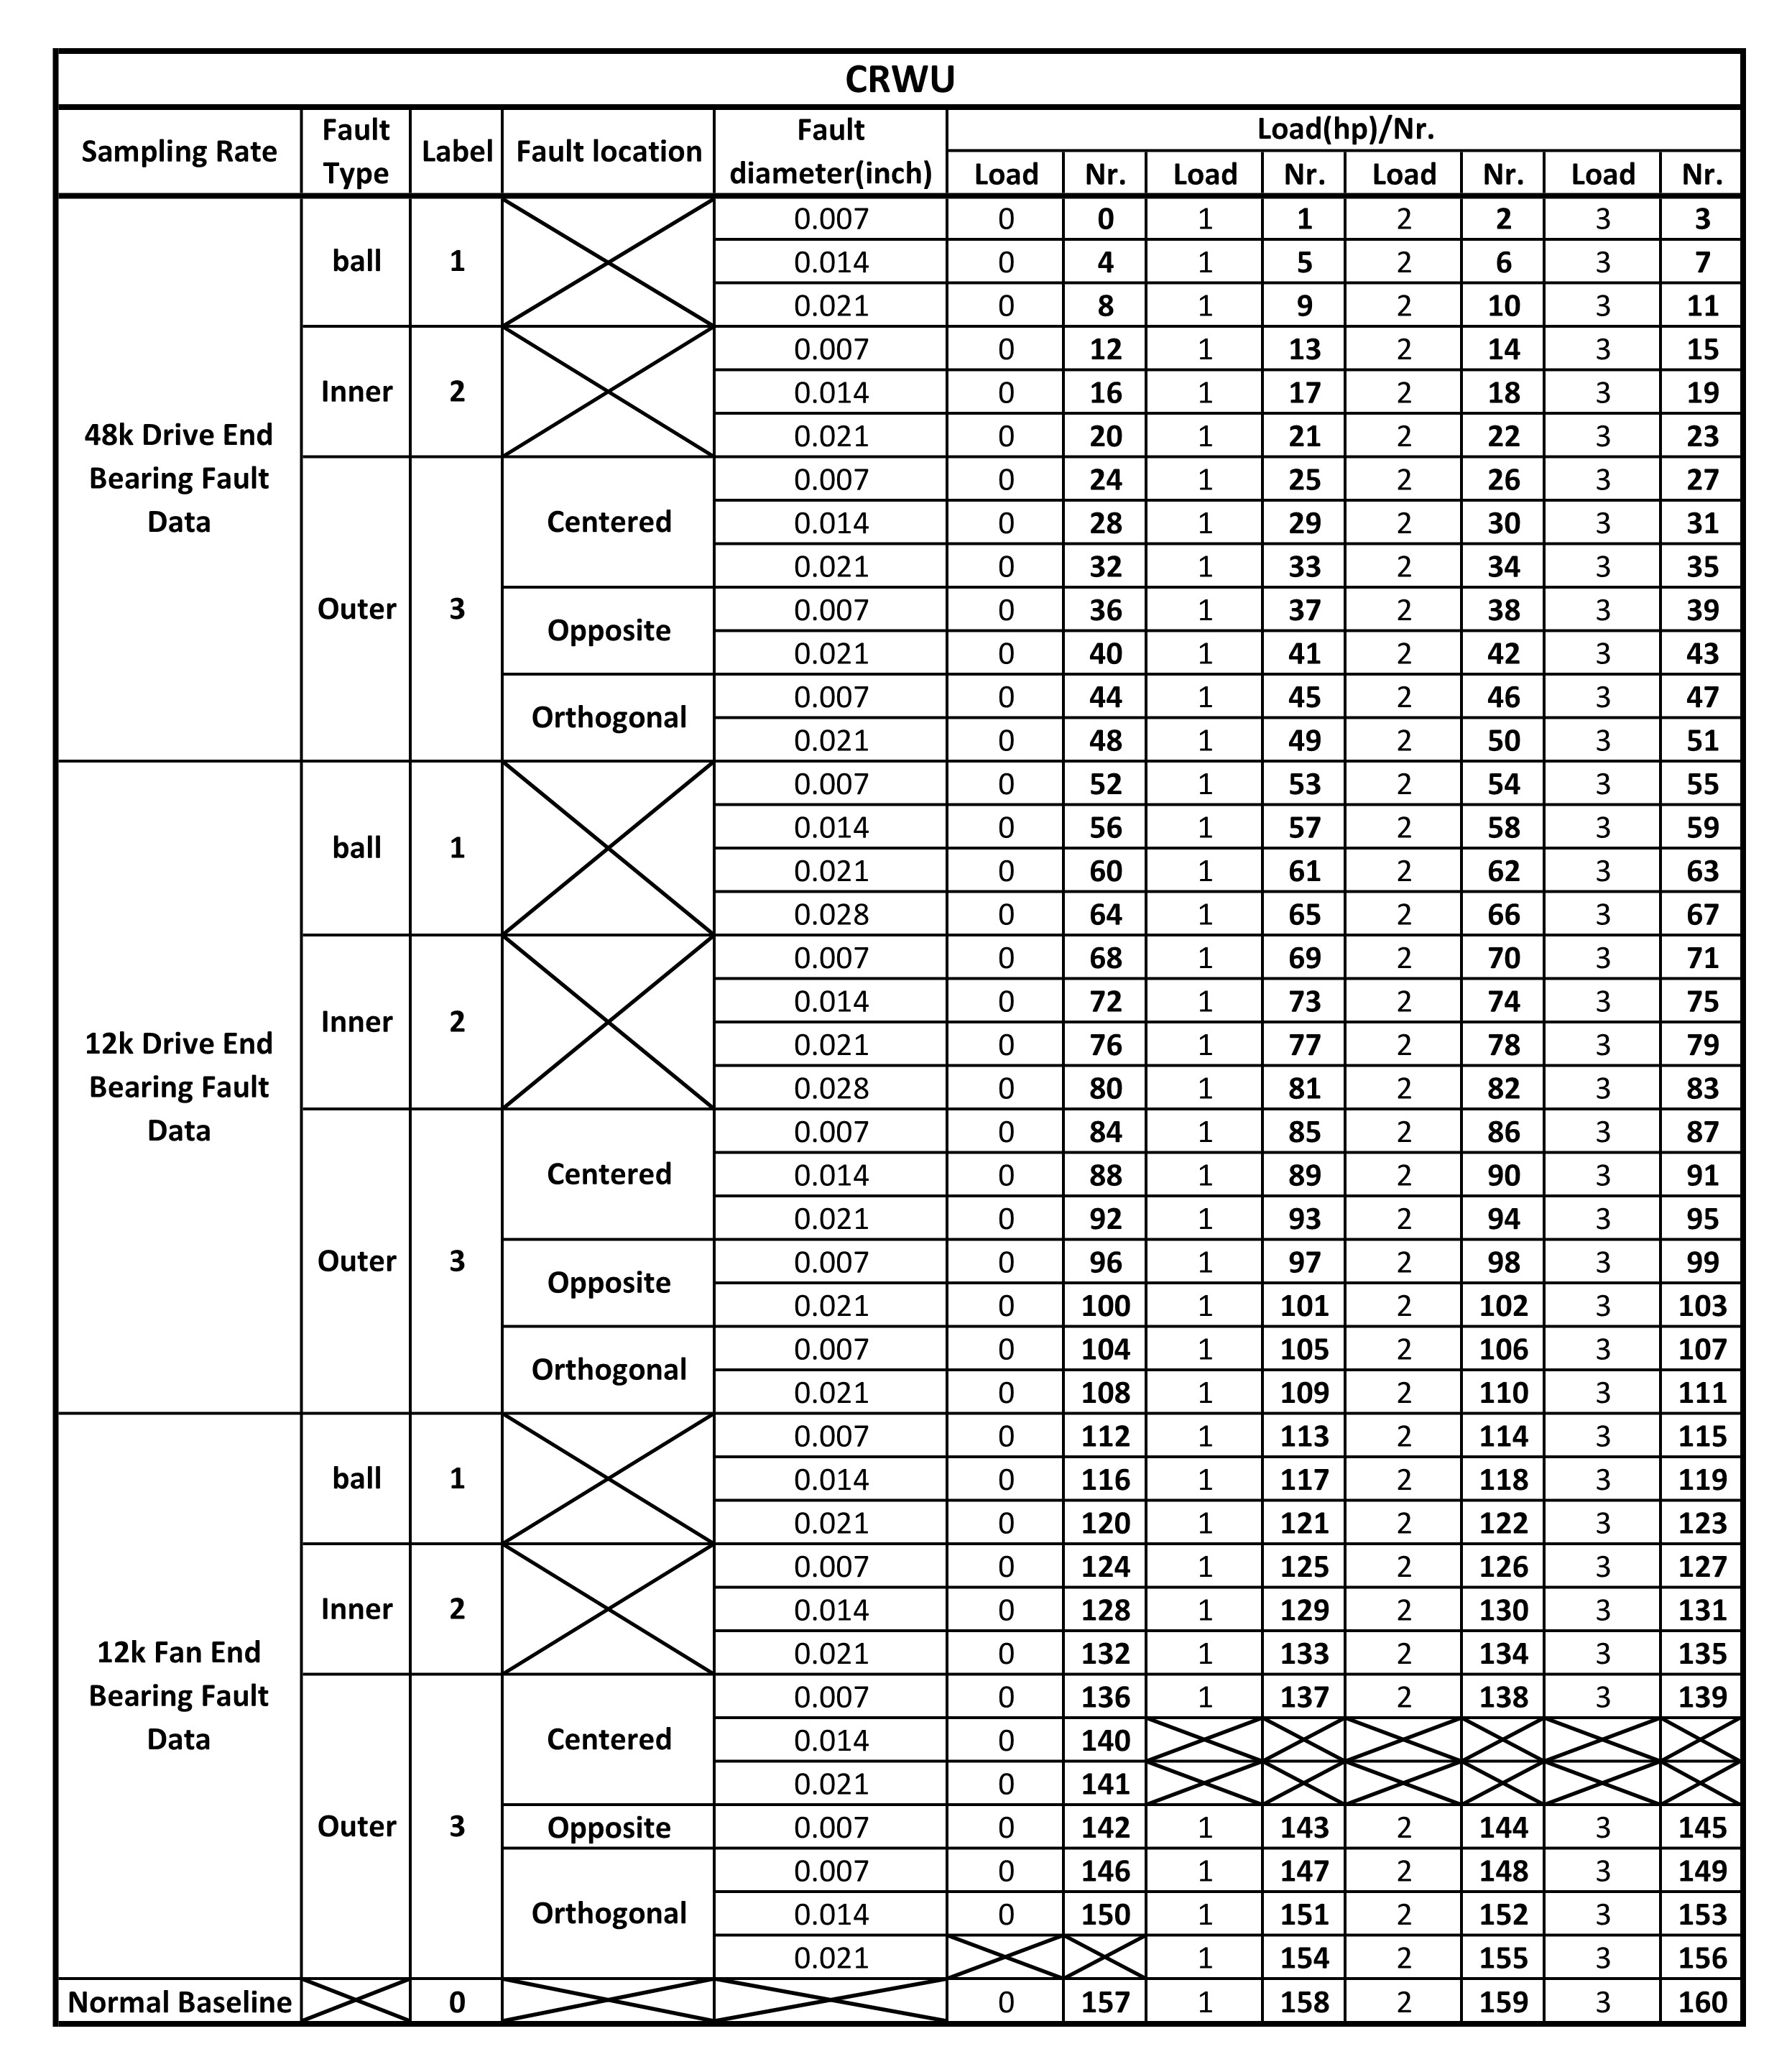 CRWU
Sampling Rate Fault Type Label Fault location Fault diameter(inch) Load(hp)/Nr.
Load Nr. Load Nr. Load Nr. Load Nr.
48k Drive End Bearing Fault Data
ball 1
0.007 0 0 1 1 2 2 3 3
0.014 0 4 1 5 2 6 3 7
0.021 0 8 1 9 2 10 3 11
Inner 2
0.007 0 12 1 13 2 14 3 15
0.014 0 16 1 17 2 18 3 19
0.021 0 20 1 21 2 22 3 23
Outer 3
Centered
0.007 0 24 1 25 2 26 3 27
0.014 0 28 1 29 2 30 3 31
0.021 0 32 1 33 2 34 3 35
Opposite
0.007 0 36 1 37 2 38 3 39
0.021 0 40 1 41 2 42 3 43
Orthogonal
0.007 0 44 1 45 2 46 3 47
0.021 0 48 1 49 2 50 3 51
12k Drive End Bearing Fault Data
ball 1
0.007 0 52 1 53 2 54 3 55
0.014 0 56 1 57 2 58 3 59
0.021 0 60 1 61 2 62 3 63
0.028 0 64 1 65 2 66 3 67
Inner 2
0.007 0 68 1 69 2 70 3 71
0.014 0 72 1 73 2 74 3 75
0.021 0 76 1 77 2 78 3 79
0.028 0 80 1 81 2 82 3 83
Outer 3
Centered
0.007 0 84 1 85 2 86 3 87
0.014 0 88 1 89 2 90 3 91
0.021 0 92 1 93 2 94 3 95
Opposite
0.007 0 96 1 97 2 98 3 99
0.021 0 100 1 101 2 102 3 103
Orthogonal
0.007 0 104 1 105 2 106 3 107
0.021 0 108 1 109 2 110 3 111
12k Fan End Bearing Fault Data
ball 1
0.007 0 112 1 113 2 114 3 115
0.014 0 116 1 117 2 118 3 119
0.021 0 120 1 121 2 122 3 123
Inner 2
0.007 0 124 1 125 2 126 3 127
0.014 0 128 1 129 2 130 3 131
0.021 0 132 1 133 2 134 3 135
Outer 3
Centered
0.007 0 136 1 137 2 138 3 139
0.014 0 140
0.021 0 141
Opposite
0.007 0 142 1 143 2 144 3 145
Orthogonal
0.007 0 146 1 147 2 148 3 149
0.014 0 150 1 151 2 152 3 153
0.021 1 154 2 155 3 156
Normal Baseline 0 0 157 1 158 2 159 3 160